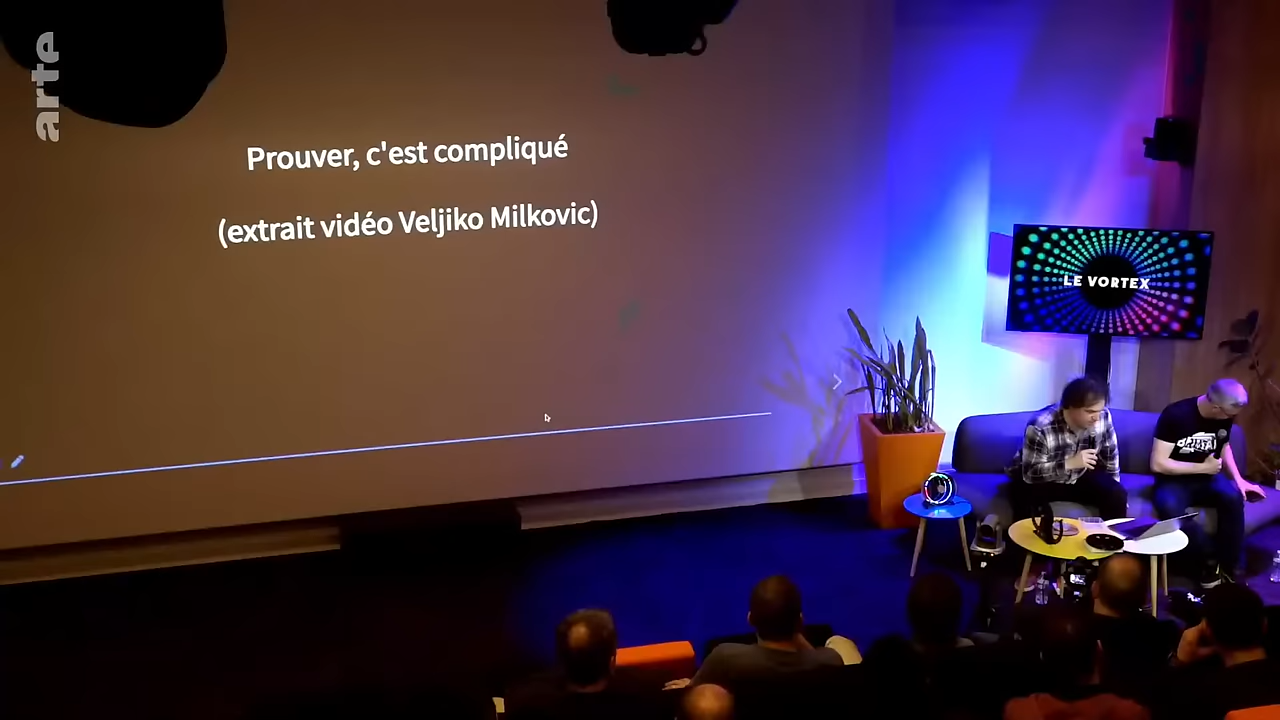 arte
Prouver, c'est compliqué
(extrait vidéo Veljiko Milkovic)
LE VORTEX